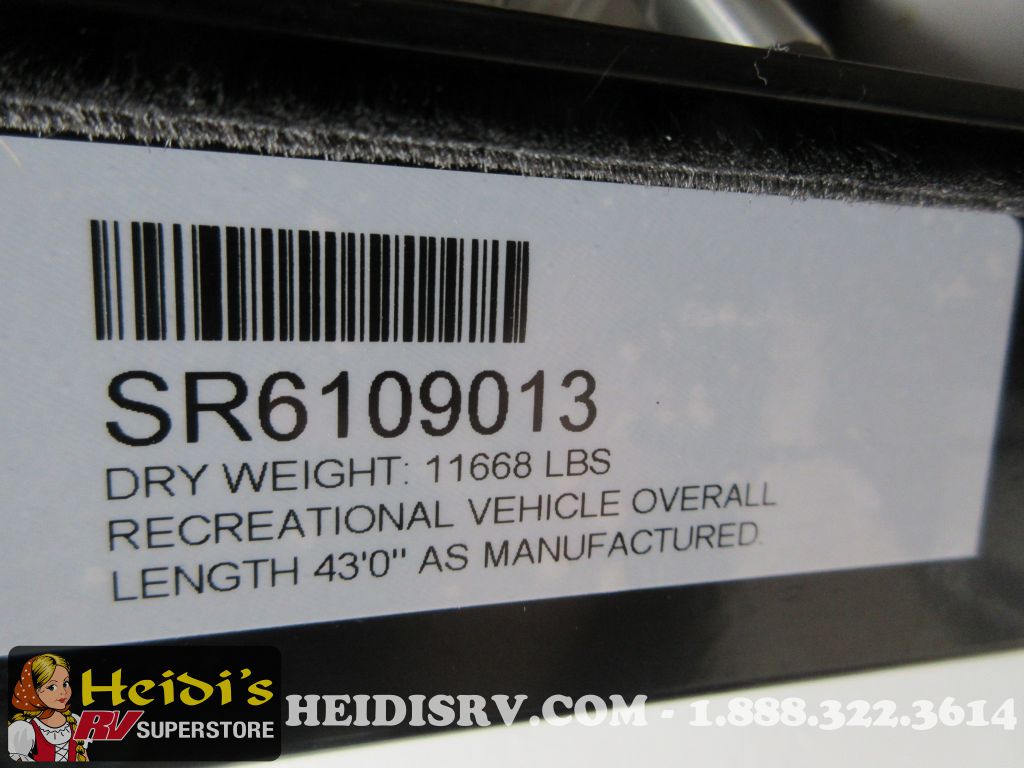 SR6109013
DRY WEIGHT: 11668 LBS
RECREATIONAL VEHICLE OVERALL
LENGTH 43'0" AS MANUFACTURED.
Heidi's
RV SUPERSTORE
HEIDISRV.COM - 1.888.322.3614